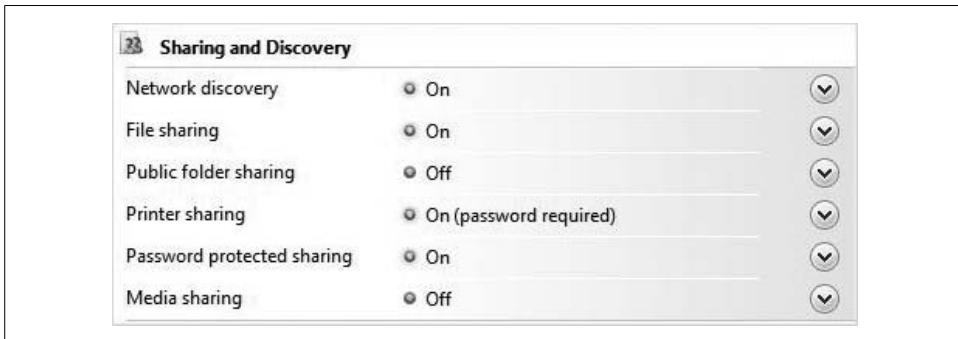 Sharing and Discovery
Network discovery On
File sharing On
Public folder sharing Off
Printer sharing On (password required)
Password protected sharing On
Media sharing Off